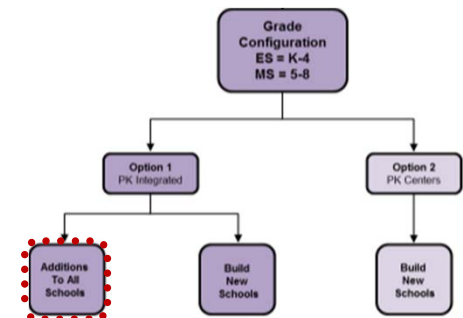 Grade
Configuration
ES = K-4
MS = 5-8
Option 1
PK Integrated
Option 2
PK Centers
Additions
To All
Schools
Build
New
Schools
Build
New
Schools